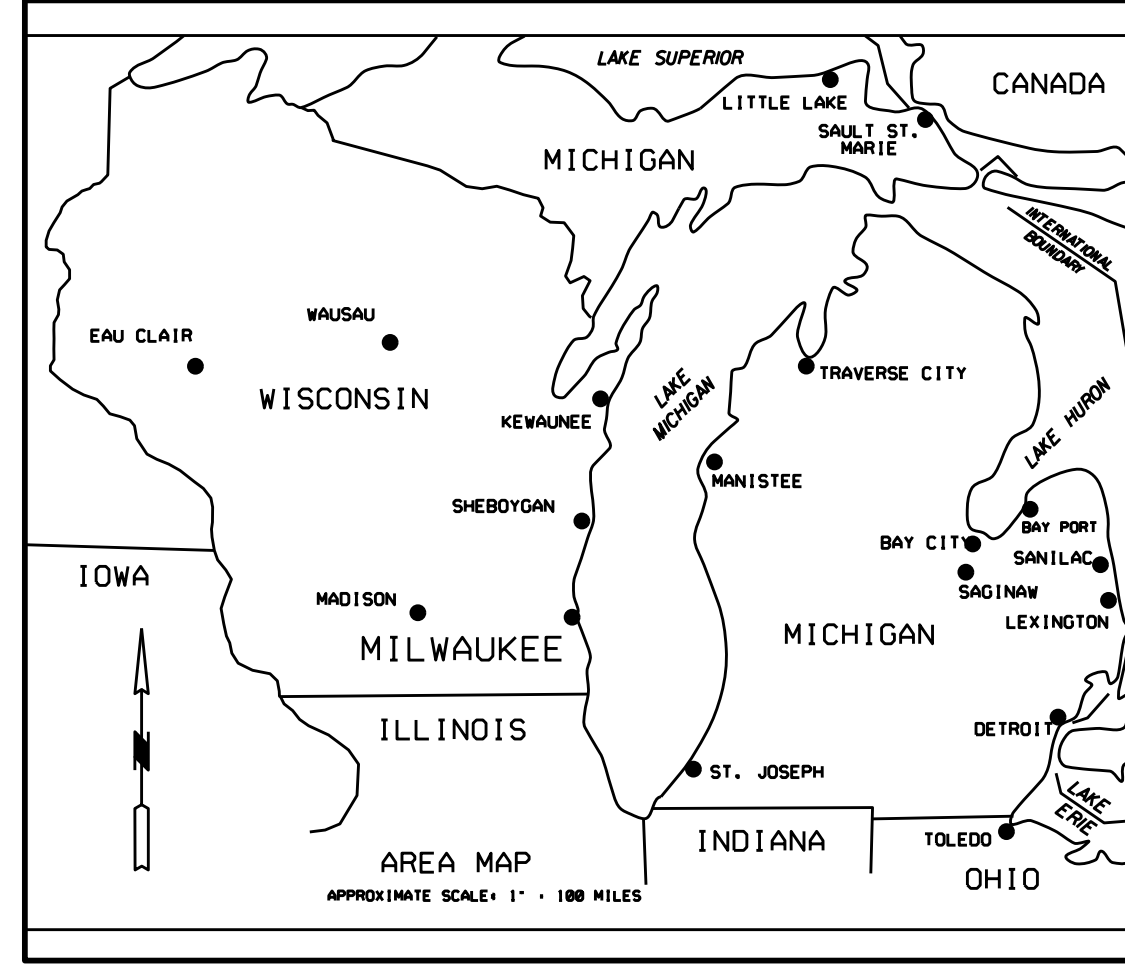 LAKE SUPERIOR
CANADA
LITTLE LAKE
SAULT ST.
MARIE
MICHIGAN
INTERNATIONAL
BOUNDARY
WAUSAU
EAU CLAIR
TRAVERSE CITY
WISCONSIN
LAKE
MICHIGAN
KEWAUNEE
LAKE HURON
MANISTEE
SHEBOYGAN
BAY PORT
BAY CITY
SANILAC
IOWA
SAGINAW
MADISON
LEXINGTON
MICHIGAN
MILWAUKEE
ILLINOIS
DETROIT
N
ST. JOSEPH
LAKE
ERIE
INDIANA
TOLEDO
AREA MAP
OHIO
APPROXIMATE SCALE: 1" = 100 MILES